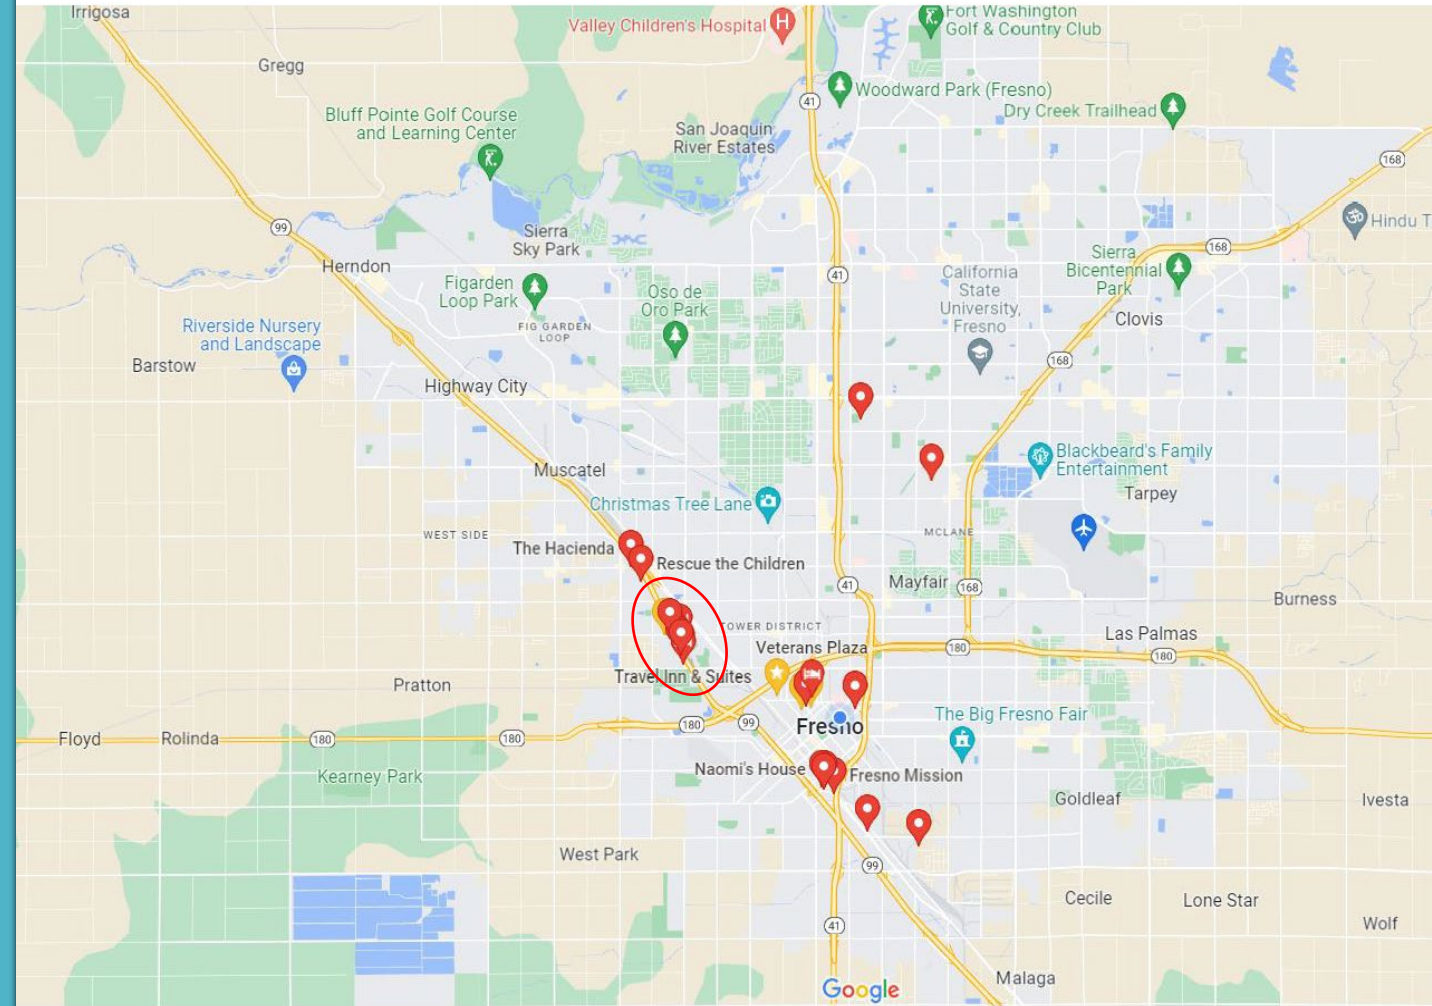 Irrigosa
Gregg
Valley Children's Hospital
H
Fort Washington
Golf & Country Club
41
Woodward Park (Fresno)
Dry Creek Trailhead
Bluff Pointe Golf Course
and Learning Center
San Joaquin
River Estates
168
99
Sierra
Sky Park
Hindu T
168
Herndon
41
Figarden
Loop Park
FIG GARDEN
LOOP
Oso de
Oro Park
California
State
University,
Fresno
Sierra
Bicentennial
Park
Clovis
Riverside Nursery
and Landscape
Barstow
168
Highway City
Muscatel
Christmas Tree Lane
Blackbeard's Family
Entertainment
Tarpey
WEST SIDE
The Hacienda
Rescue the Children
MCLANE
41
Mayfair
168
Burness
TOWER DISTRICT
Veterans Plaza
180
Las Palmas
180
Travel Inn & Suites
Pratton
180
99
Fresno
The Big Fresno Fair
Floyd
Rolinda
180
180
Kearney Park
Naomi's House
Fresno Mission
Goldleaf
Ivesta
West Park
99
Cecile
Lone Star
Wolf
41
Malaga
Google